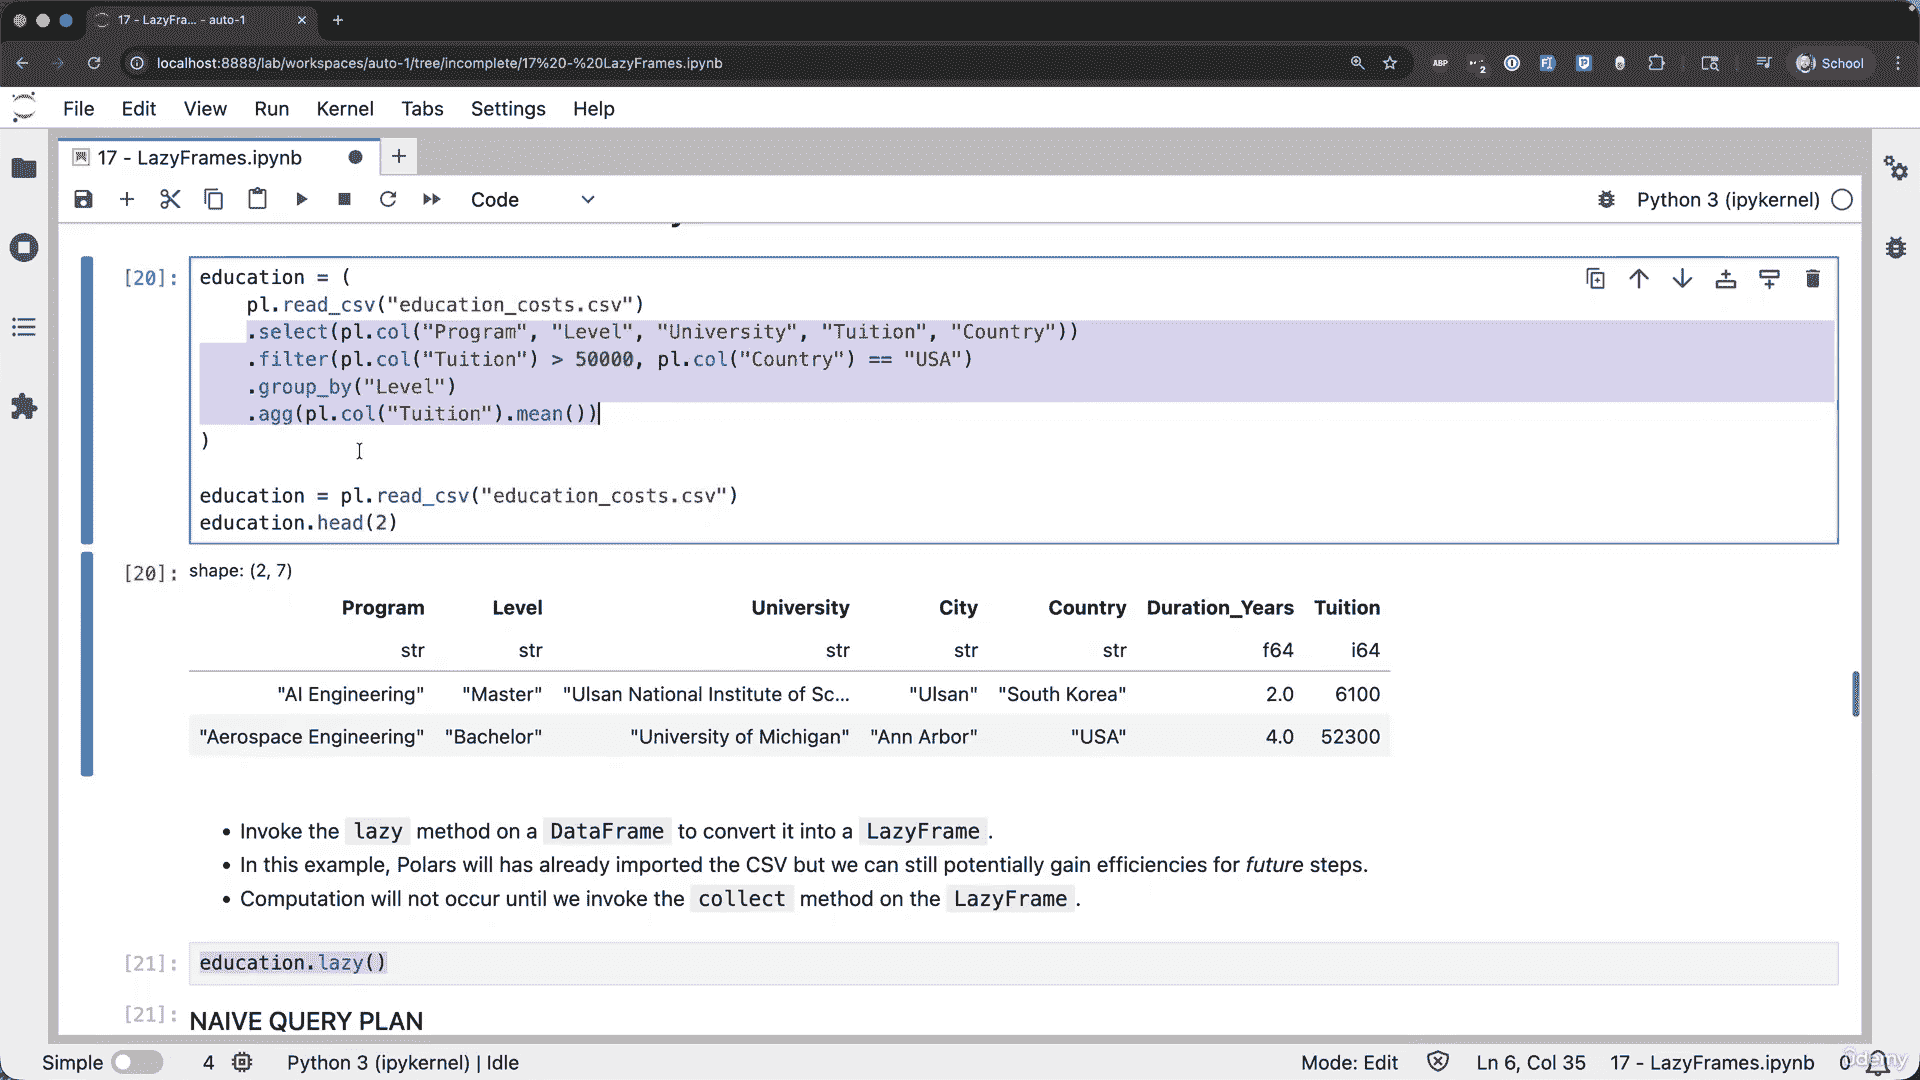 17 - LazyFra... - auto-1
localhost:8888/lab/workspaces/auto-1/tree/incomplete/17%20-%20LazyFrames.ipynb
ABP
2
School
File Edit View Run Kernel Tabs Settings Help
17 - LazyFrames.ipynb
Code
Python 3 (ipykernel)
[20]:
education = (
    pl.read_csv("education_costs.csv")
    .select(pl.col("Program", "Level", "University", "Tuition", "Country"))
    .filter(pl.col("Tuition") > 50000, pl.col("Country") == "USA")
    .group_by("Level")
    .agg(pl.col("Tuition").mean())
)
education = pl.read_csv("education_costs.csv")
education.head(2)
[20]: shape: (2, 7)
Program Level University City Country Duration_Years Tuition
str str str str str f64 i64
"AI Engineering" "Master" "Ulsan National Institute of Sc... "Ulsan" "South Korea" 2.0 6100
"Aerospace Engineering" "Bachelor" "University of Michigan" "Ann Arbor" "USA" 4.0 52300
• Invoke the lazy method on a DataFrame to convert it into a LazyFrame.
• In this example, Polars will has already imported the CSV but we can still potentially gain efficiencies for future steps.
• Computation will not occur until we invoke the collect method on the LazyFrame.
[21]: education.lazy()
[21]: NAIVE QUERY PLAN
Simple 4 Python 3 (ipykernel) | Idle Mode: Edit Ln 6, Col 35 17 - LazyFrames.ipynb 0
udemy